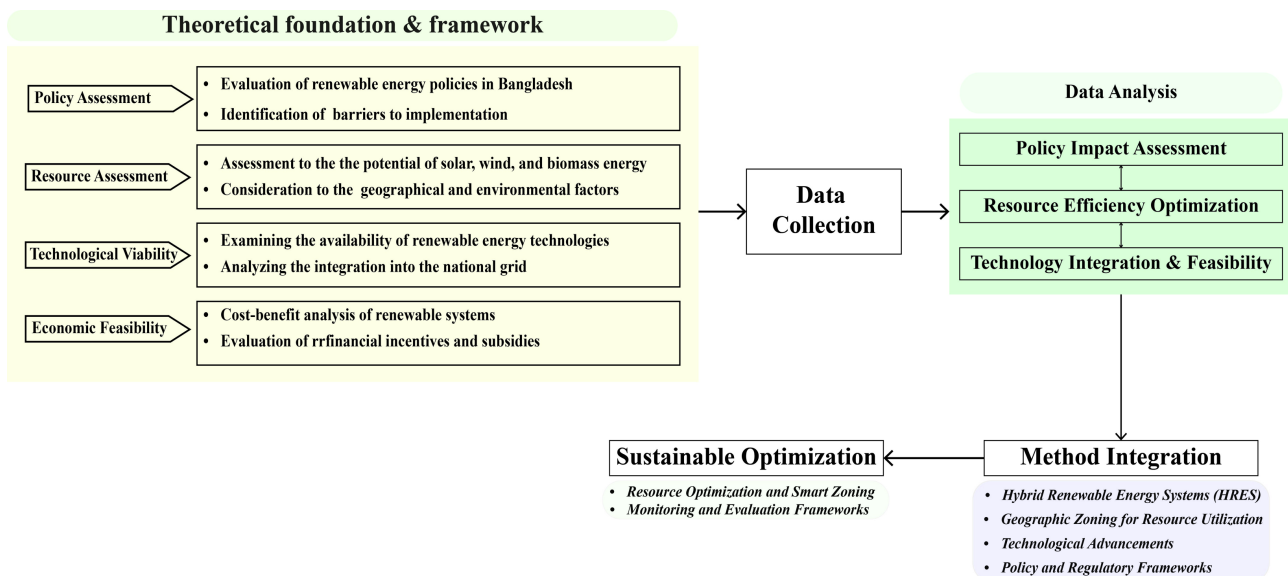 Theoretical foundation & framework
Policy Assessment
• Evaluation of renewable energy policies in Bangladesh
• Identification of barriers to implementation
Resource Assessment
• Assessment to the the potential of solar, wind, and biomass energy
• Consideration to the geographical and environmental factors
Technological Viability
• Examining the availability of renewable energy technologies
• Analyzing the integration into the national grid
Economic Feasibility
• Cost-benefit analysis of renewable systems
• Evaluation of rrfinancial incentives and subsidies
Data
Collection
Data Analysis
Policy Impact Assessment
Resource Efficiency Optimization
Technology Integration & Feasibility
Method Integration
• Hybrid Renewable Energy Systems (HRES)
• Geographic Zoning for Resource Utilization
• Technological Advancements
• Policy and Regulatory Frameworks
Sustainable Optimization
• Resource Optimization and Smart Zoning
• Monitoring and Evaluation Frameworks